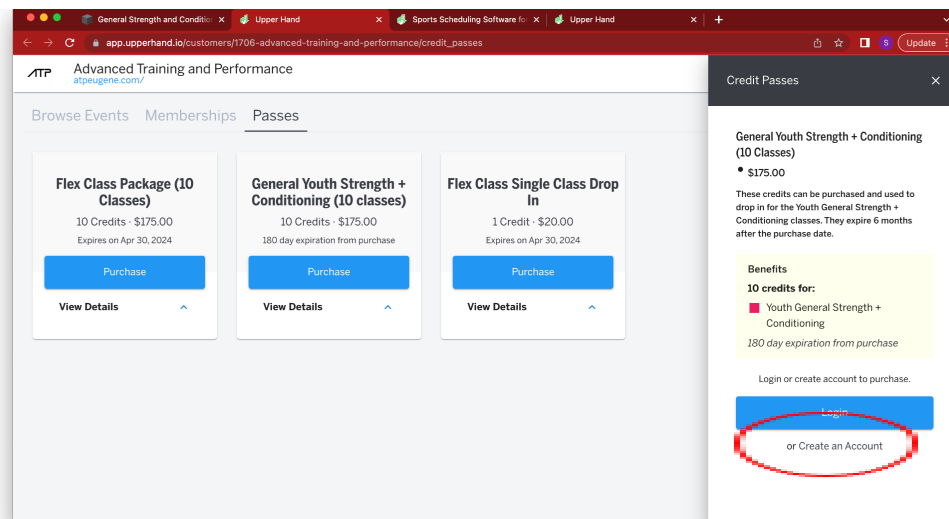 General Strength and Condition
Upper Hand
Sports Scheduling Software for
Upper Hand
app.upperhand.io/customers/1706-advanced-training-and-performance/credit_passes
S
Update
ATP
Advanced Training and Performance
atpeugene.com/
Browse Events Memberships Passes
Flex Class Package (10
Classes)
10 Credits · $175.00
Expires on Apr 30, 2024
Purchase
View Details
General Youth Strength +
Conditioning (10 classes)
10 Credits · $175.00
180 day expiration from purchase
Purchase
View Details
Flex Class Single Class Drop
In
1 Credit · $20.00
Expires on Apr 30, 2024
Purchase
View Details
Credit Passes
General Youth Strength + Conditioning
(10 Classes)
• $175.00
These credits can be purchased and used to
drop in for the Youth General Strength +
Conditioning classes. They expire 6 months
after the purchase date.
Benefits
10 credits for:
Youth General Strength +
Conditioning
180 day expiration from purchase
Login or create account to purchase.
Login
or Create an Account